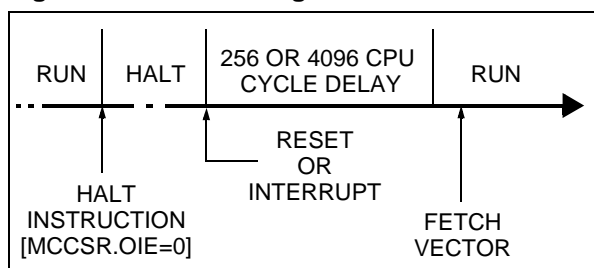 RUN
HALT
256 OR 4096 CPU
CYCLE DELAY
RUN
RESET
OR
INTERRUPT
HALT
INSTRUCTION
[MCCSR.OIE=0]
FETCH
VECTOR